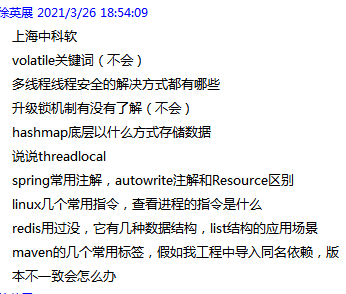 徐英展 2021/3/26 18:54:09
上海中科软
volatile关键词（不会）
多线程线程安全的解决方式都有哪些
升级锁机制有没有了解（不会）
hashmap底层以什么方式存储数据
说说threadlocal
spring常用注解，autowrite注解和Resource区别
linux几个常用指令，查看进程的指令是什么
redis用过没，它有几种数据结构，list结构的应用场景
maven的几个常用标签，假如我工程中导入同名依赖，版
本不一致会怎么办